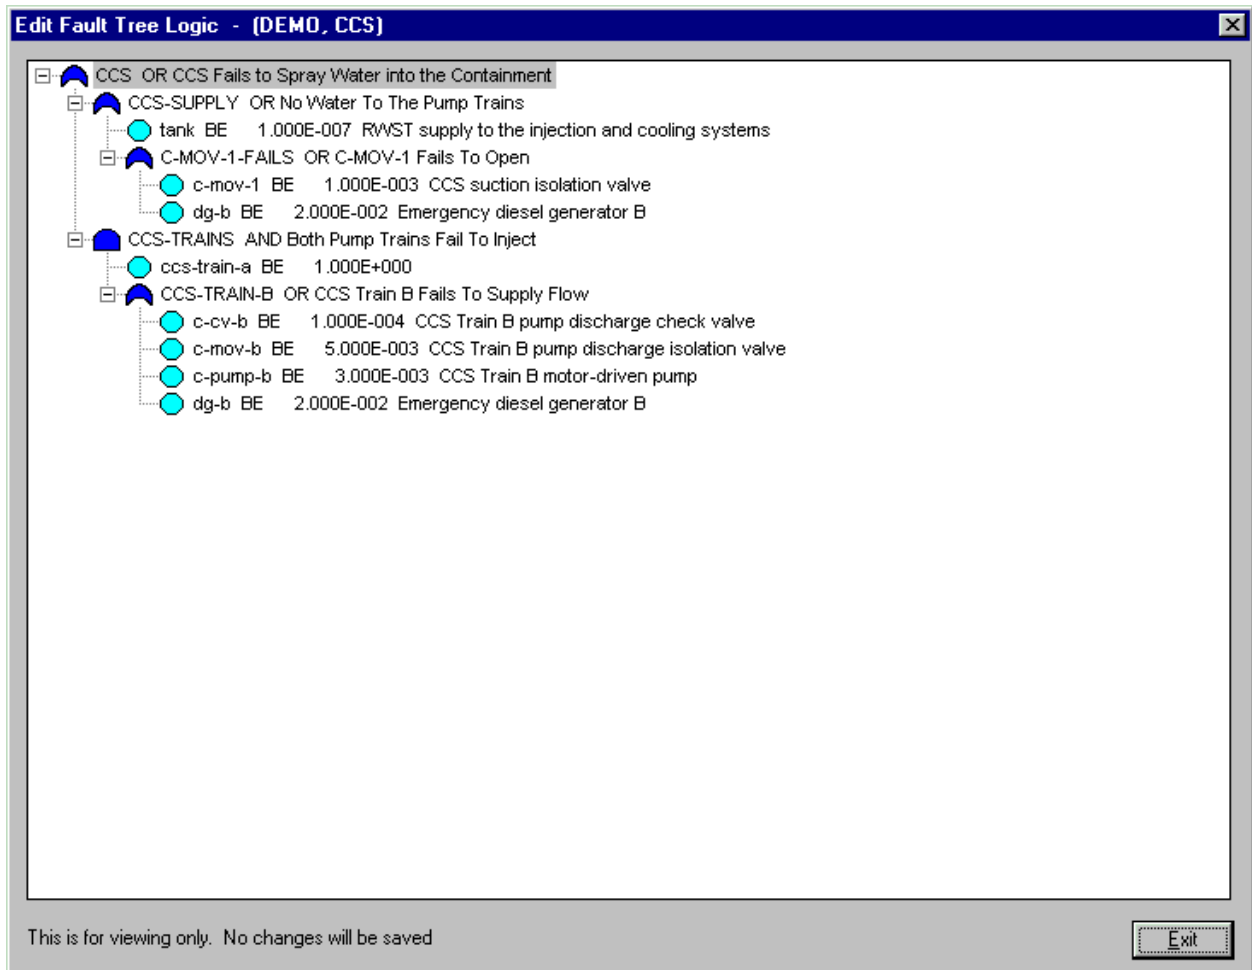 Edit Fault Tree Logic - (DEMO, CCS)
CCS OR CCS Fails to Spray Water into the Containment
CCS-SUPPLY OR No Water To The Pump Trains
tank BE 1.000E-007 RWST supply to the injection and cooling systems
C-MOV-1-FAILS OR C-MOV-1 Fails To Open
c-mov-1 BE 1.000E-003 CCS suction isolation valve
dg-b BE 2.000E-002 Emergency diesel generator B
CCS-TRAINS AND Both Pump Trains Fail To Inject
ccs-train-a BE 1.000E+000
CCS-TRAIN-B OR CCS Train B Fails To Supply Flow
c-cv-b BE 1.000E-004 CCS Train B pump discharge check valve
c-mov-b BE 5.000E-003 CCS Train B pump discharge isolation valve
c-pump-b BE 3.000E-003 CCS Train B motor-driven pump
dg-b BE 2.000E-002 Emergency diesel generator B
This is for viewing only. No changes will be saved
Exit